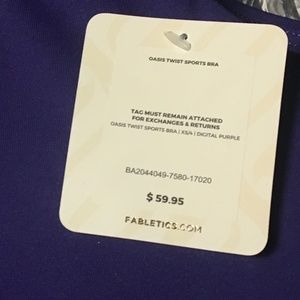 OASIS TWIST SPORTS BRA
TAG MUST REMAIN ATTACHED
FOR EXCHANGES & RETURNS
OASIS TWIST SPORTS BRA | XS/4 | DIGITAL PURPLE
BA2044049-7580-17020
$ 59.95
FABLETICS.COM